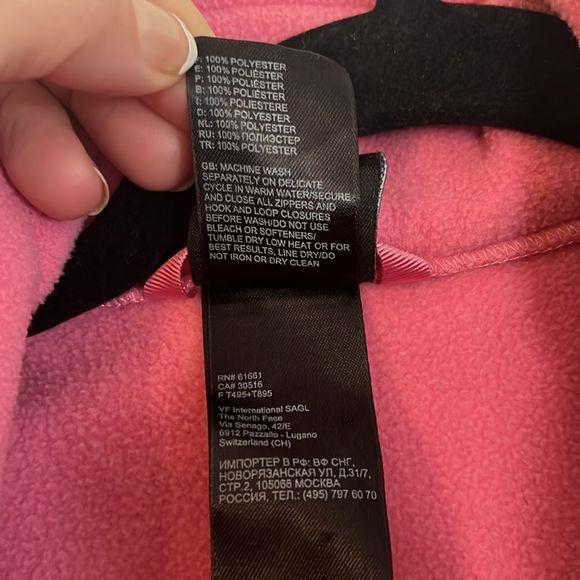 F: 100% POLYESTER
E: 100% POLIÉSTER
P: 100% POLIÉSTER
B: 100% POLIÉSTER
I: 100% POLIESTERE
D: 100% POLYESTER
NL: 100% POLYESTER
RU: 100% ПОЛИЭСТЕР
TR: 100% POLYESTER
GB: MACHINE WASH
SEPARATELY ON DELICATE
CYCLE IN WARM WATER/SECURE
AND CLOSE ALL ZIPPERS AND
HOOK AND LOOP CLOSURES
BEFORE WASH/DO NOT USE
BLEACH OR SOFTENERS/
TUMBLE DRY LOW HEAT OR FOR
BEST RESULTS, LINE DRY/DO
NOT IRON OR DRY CLEAN
RN# 61661
CA# 30516
F T495+T895
VF International SAGL
The North Face
Via Senago, 42/E
6912 Pazzallo - Lugano
Switzerland (CH)
ИМПОРТЕР В РФ: ВФ СНГ,
НОВОРЯЗАНСКАЯ УЛ, Д.31/7,
СТР.2, 105066 МОСКВА
РОССИЯ, ТЕЛ.: (495) 797 60 70